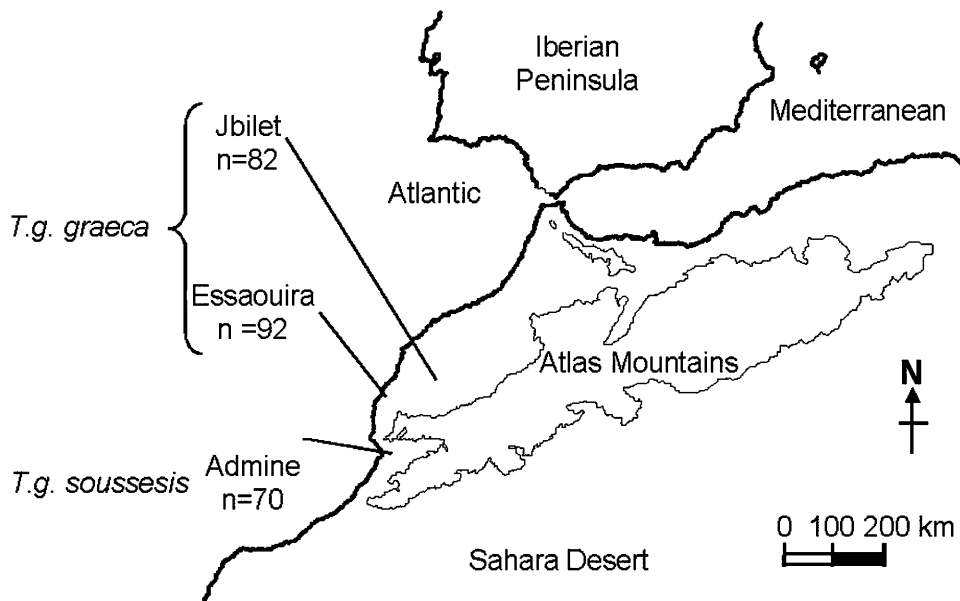 Iberian
Peninsula
Mediterranean
Jbilet
n=82
Atlantic
T.g. graeca
Essaouira
n =92
Atlas Mountains
N
Admine
n=70
T.g. soussesis
0 100 200 km
Sahara Desert